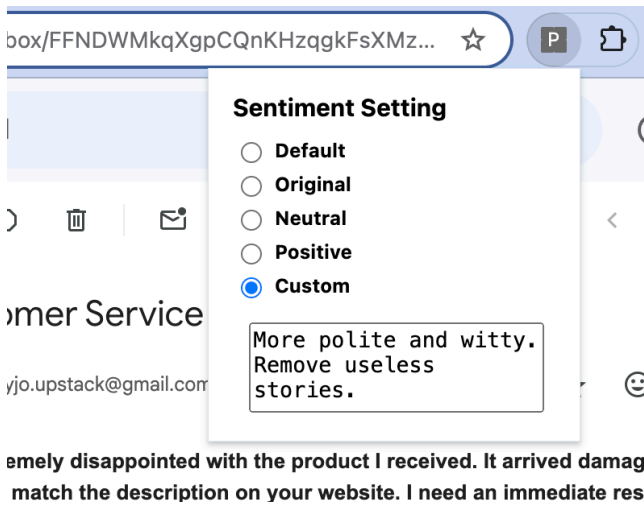 box/FFNDWMkqXgpCQnKHzqgkFsXMz...
P
Sentiment Setting
Default
Original
Neutral
Positive
Custom
omer Service
More polite and witty.
Remove useless
stories.
yjo.upstack@gmail.com
emely disappointed with the product I received. It arrived damag
match the description on your website. I need an immediate res